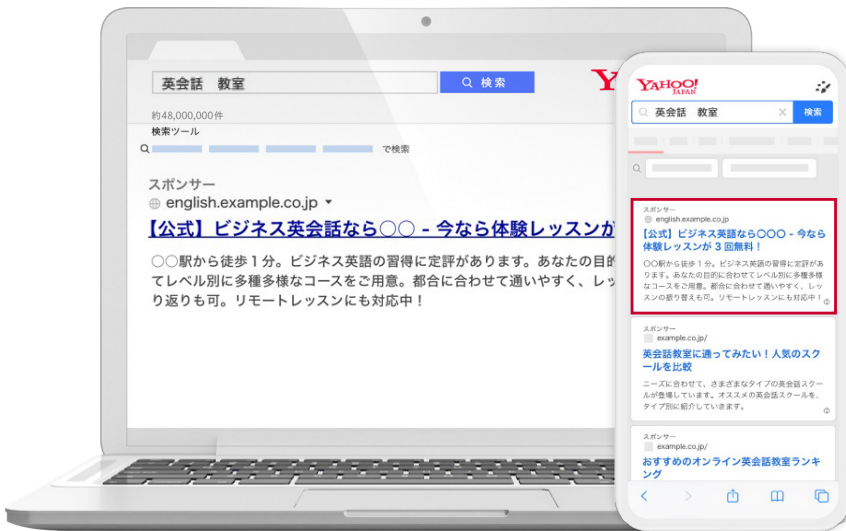 英会話　教室
検索
約48,000,000件
検索ツール
で検索
スポンサー
english.example.co.jp
【公式】ビジネス英会話なら○○ - 今なら体験レッスンが
○○駅から徒歩1分。ビジネス英語の習得に定評があります。あなたの目的
てレベル別に多種多様なコースをご用意。都合に合わせて通いやすく、レッ
り返りも可。リモートレッスンにも対応中！
Y
YAHOO!
JAPAN
英会話　教室
検索
スポンサー
english.example.co.jp
【公式】ビジネス英語なら○○○ - 今なら
体験レッスンが 3 回無料！
○○駅から徒歩1分。ビジネス英語の習得に定評があ
ります。あなたの目的に合わせてレベル別に多種多様
なコースをご用意。都合に合わせて通いやすく、レッ
スンの振り替えも可。リモートレッスンにも対応中！
スポンサー
example.co.jp/
英会話教室に通ってみたい！人気のスク
ールを比較
ニーズに合わせて、さまざまなタイプの英会話スクー
ルが登場しています。オススメの英会話スクールを、
タイプ別に紹介していきます。
スポンサー
example.co.jp/
おすすめのオンライン英会話教室ランキ
ング